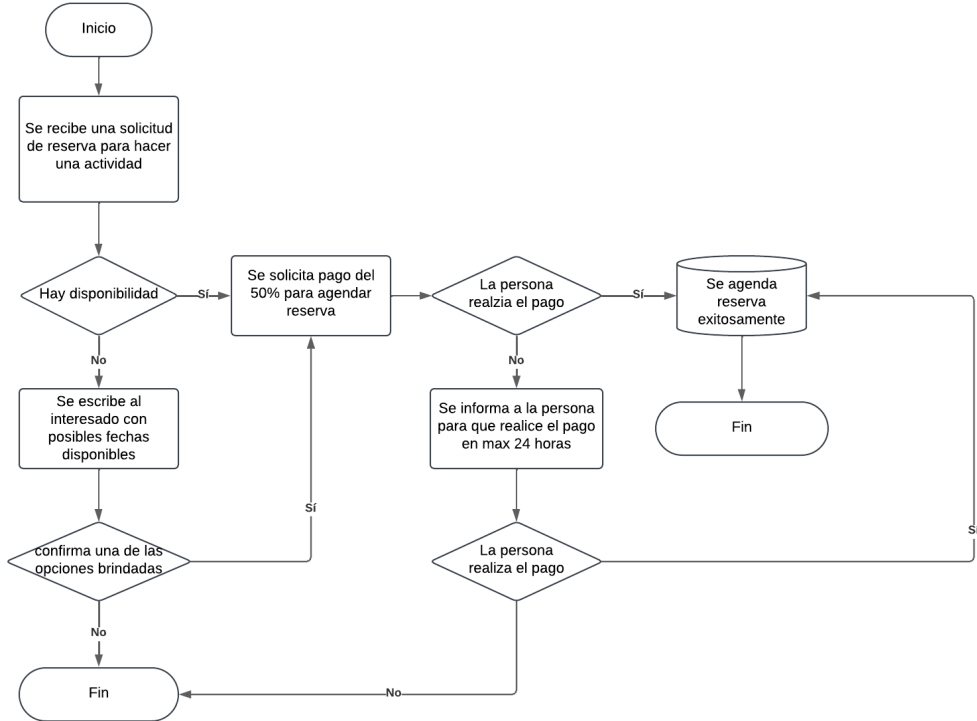 Inicio
Se recibe una solicitud
de reserva para hacer
una actividad
Hay disponibilidad
Sí
Se solicita pago del
50% para agendar
reserva
La persona
realzia el pago
Sí
Se agenda
reserva
exitosamente
No
Se escribe al
interesado con
posibles fechas
disponibles
No
Se informa a la persona
para que realice el pago
en max 24 horas
Fin
Sí
confirma una de las
opciones brindadas
La persona
realiza el pago
Sí
No
Fin
No